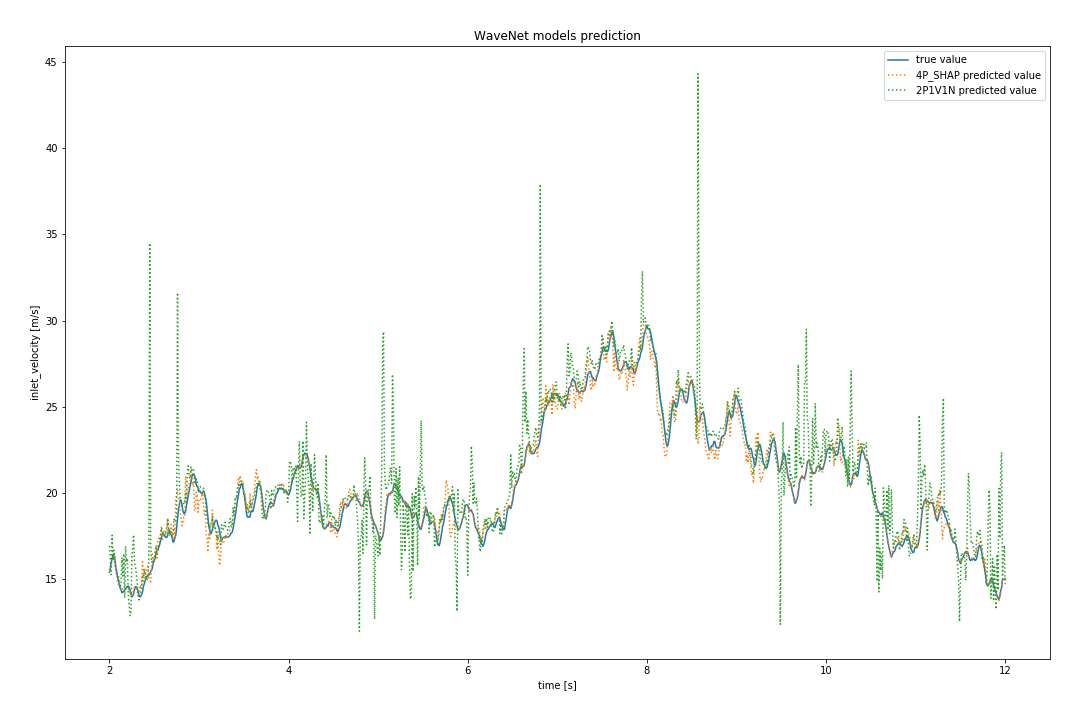 WaveNet models prediction
true value
4P_SHAP predicted value
2P1V1N predicted value
45
40
35
30
25
20
15
inlet_velocity [m/s]
2
4
6
8
10
12
time [s]